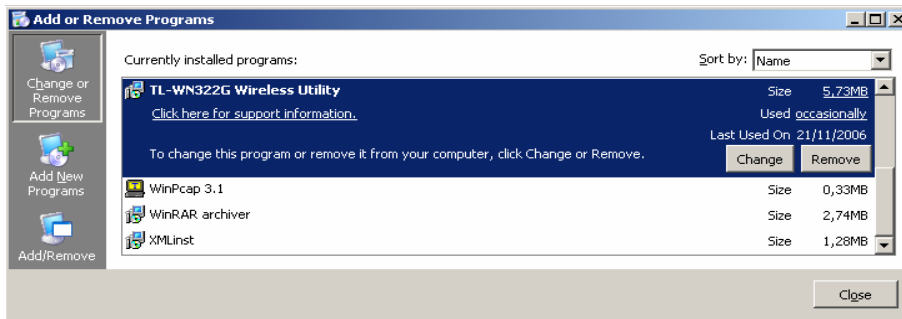 Add or Remove Programs
Change or
Remove
Programs
Currently installed programs:
Sort by: Name
TL-WN322G Wireless Utility Size 5,73MB
Click here for support information. Used occasionally
Last Used On 21/11/2006
To change this program or remove it from your computer, click Change or Remove. Change Remove
Add New
Programs
WinPcap 3.1 Size 0,33MB
WinRAR archiver Size 2,74MB
XMLinst Size 1,28MB
Add/Remove
Close